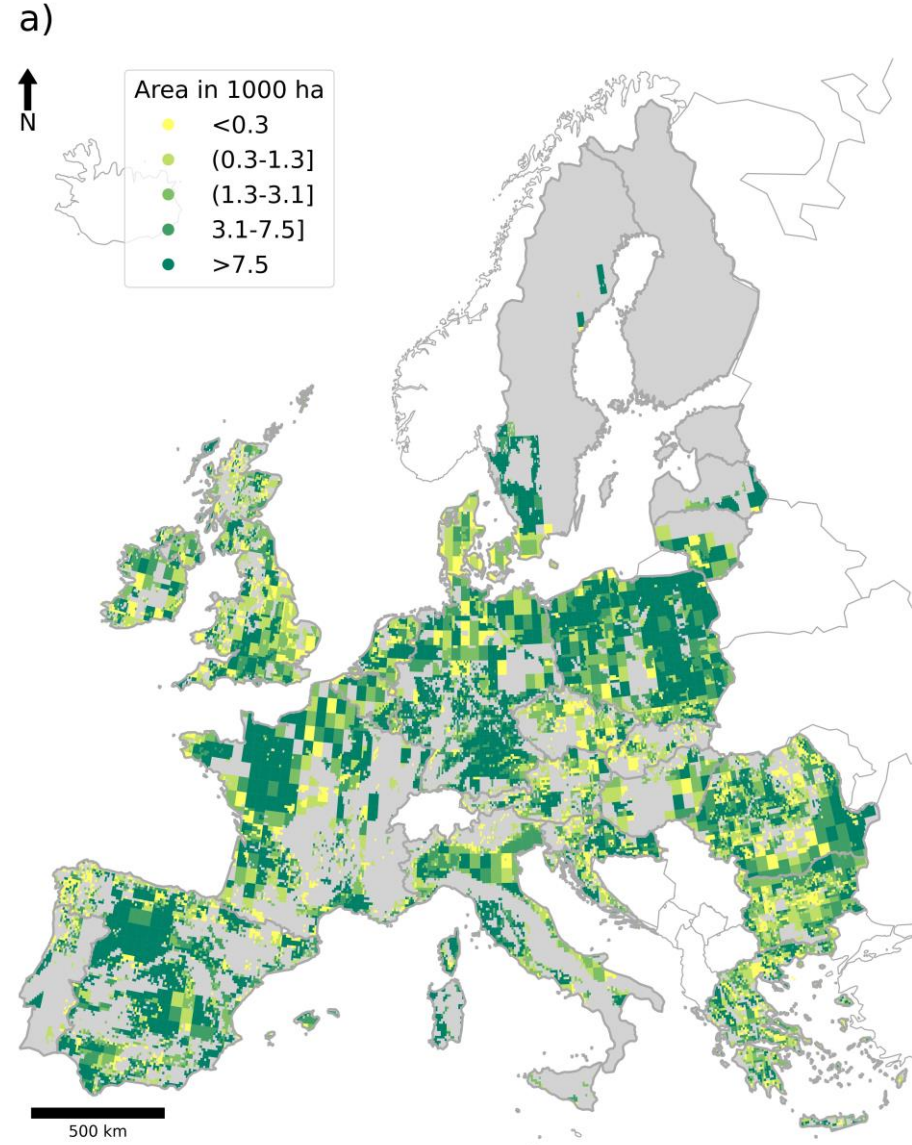 a)
N
Area in 1000 ha
<0.3
(0.3-1.3]
(1.3-3.1]
3.1-7.5]
>7.5
500 km